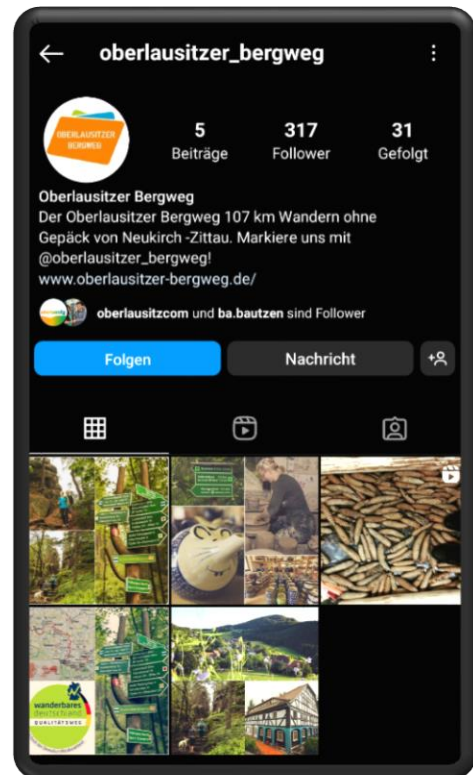 oberlausitzer_bergweg
OBERLAUSITZER
BERGWEG
5
Beiträge
317
Follower
31
Gefolgt
Oberlausitzer Bergweg
Der Oberlausitzer Bergweg 107 km Wandern ohne
Gepäck von Neukirch -Zittau. Markiere uns mit
@oberlausitzer_bergweg!
www.oberlausitzer-bergweg.de/
oberlausitzcom und ba.bautzen sind Follower
Folgen
Nachricht
wanderbares
deutschland
QUALITÄTSWEG